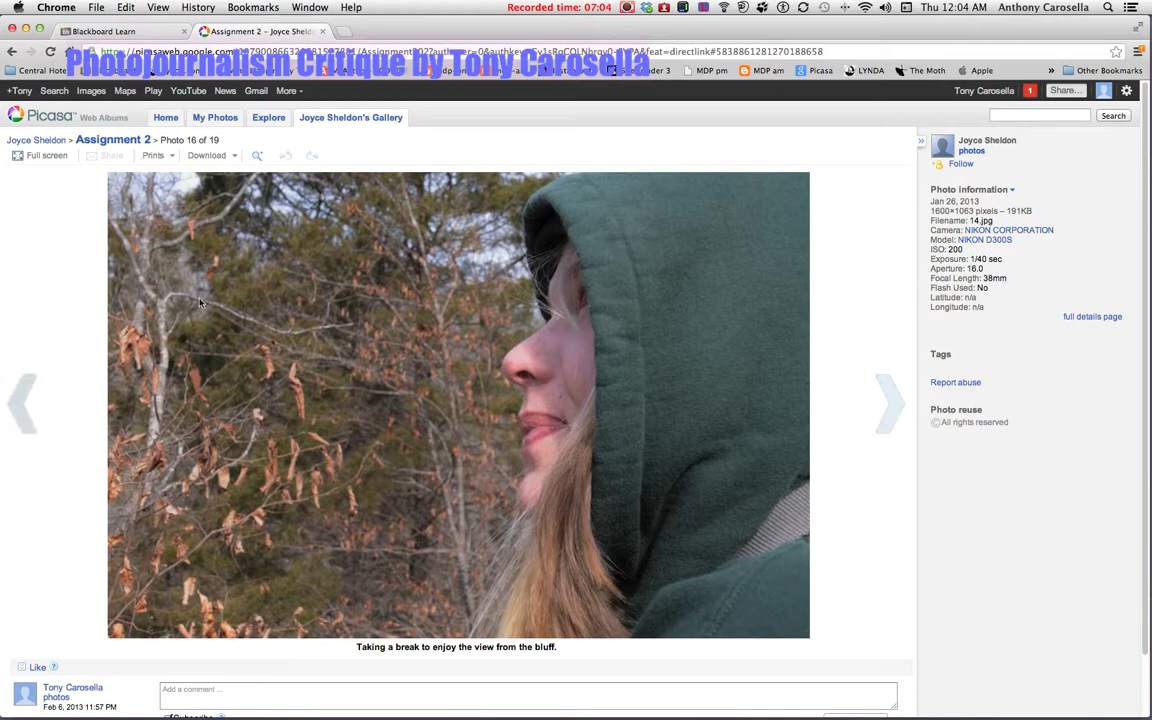 Chrome File Edit View History Bookmarks Window Help Recorded time: 07:04 Thu 12:04 AM Anthony Carosella
Blackboard Learn Assignment 2 – Joyce Sheld
Photojournalism Critique By Tony Carosella
Central Hote MDP pm MDP am Picasa LYNDA The Moth Apple » Other Bookmarks
+Tony Search Images Maps Play YouTube News Gmail More Tony Carosella 1 Share...
Picasa™ Web Albums Home My Photos Explore Joyce Sheldon's Gallery Search
Joyce Sheldon > Assignment 2 > Photo 16 of 19
Full screen Share Prints Download
»
Joyce Sheldon
photos
Follow
Photo information
Jan 26, 2013
1600×1063 pixels – 191KB
Filename: 14.jpg
Camera: NIKON CORPORATION
Model: NIKON D300S
ISO: 200
Exposure: 1/40 sec
Aperture: 16.0
Focal Length: 38mm
Flash Used: No
Latitude: n/a
Longitude: n/a
full details page
Tags
Report abuse
Photo reuse
© All rights reserved
Taking a break to enjoy the view from the bluff.
Like ?
Tony Carosella
photos
Feb 6, 2013 11:57 PM
Add a comment ...